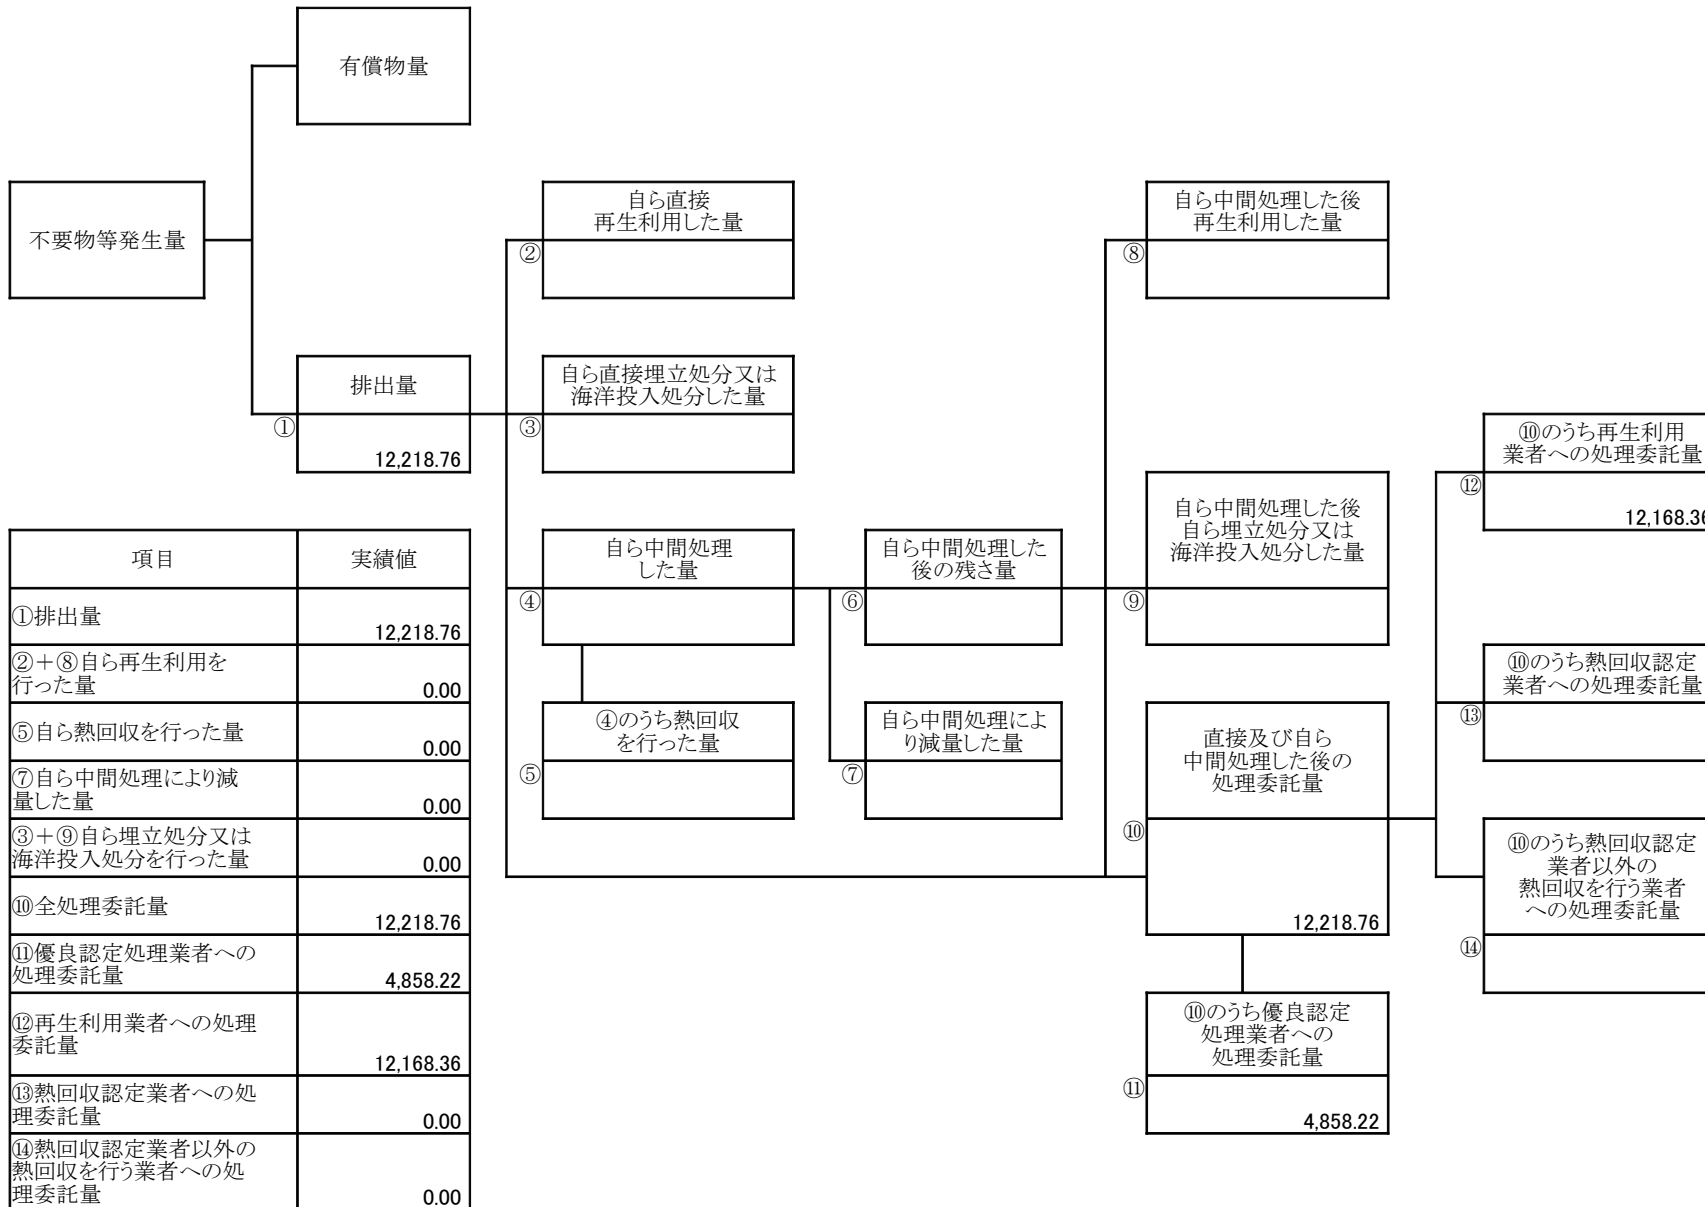 有償物量
不要物等発生量
自ら直接
再生利用した量
②
自ら中間処理した後
再生利用した量
⑧
排出量
①
12,218.76
自ら直接埋立処分又は
海洋投入処分した量
③
⑩のうち再生利用
業者への処理委託量
⑫
12,168.36
自ら中間処理した後
自ら埋立処分又は
海洋投入処分した量
⑨
自ら中間処理
した量
④
自ら中間処理した
後の残さ量
⑥
⑩のうち熱回収認定
業者への処理委託量
⑬
④のうち熱回収
を行った量
⑤
自ら中間処理によ
り減量した量
⑦
直接及び自ら
中間処理した後の
処理委託量
⑩
12,218.76
⑩のうち熱回収認定
業者以外の
熱回収を行う業者
への処理委託量
⑭
⑩のうち優良認定
処理業者への
処理委託量
⑪
4,858.22
項目 実績値
①排出量 12,218.76
②+⑧自ら再生利用を
行った量 0.00
⑤自ら熱回収を行った量 0.00
⑦自ら中間処理により減
量した量 0.00
③+⑨自ら埋立処分又は
海洋投入処分を行った量 0.00
⑩全処理委託量 12,218.76
⑪優良認定処理業者への
処理委託量 4,858.22
⑫再生利用業者への処理
委託量 12,168.36
⑬熱回収認定業者への処
理委託量 0.00
⑭熱回収認定業者以外の
熱回収を行う業者への処
理委託量 0.00